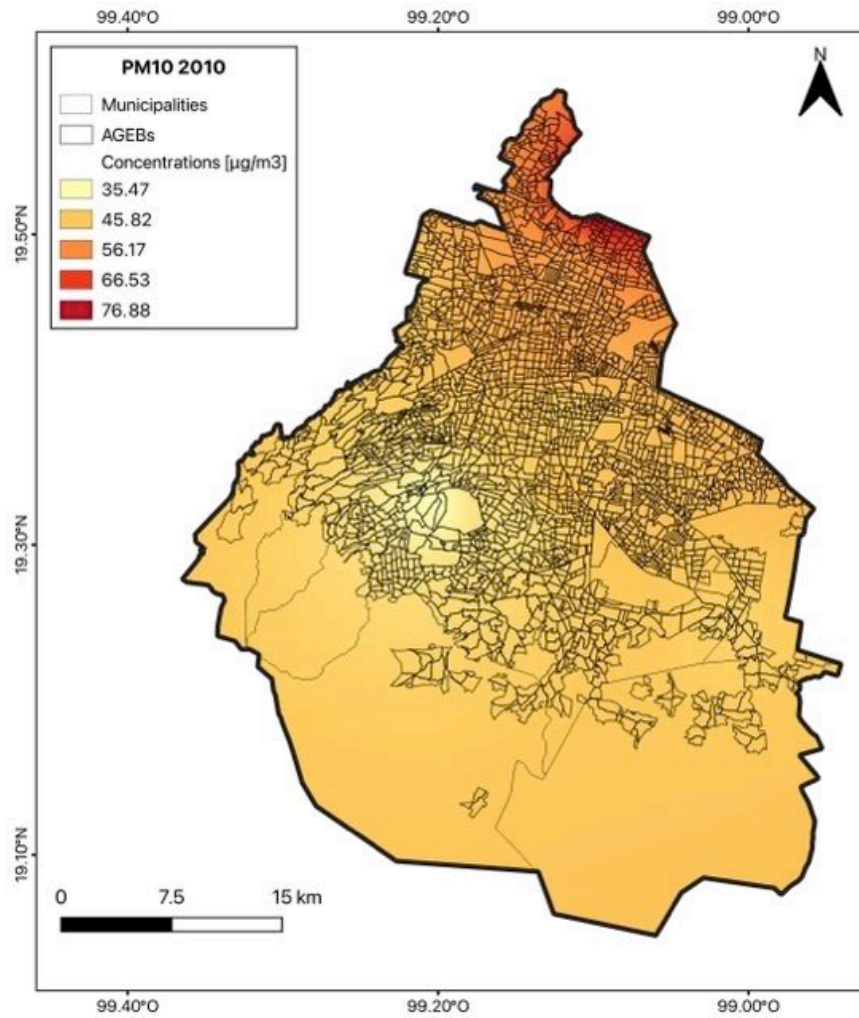 99.40°O 99.20°O 99.00°O
PM10 2010
Municipalities
AGEBs
Concentrations [µg/m3]
35.47
45.82
56.17
66.53
76.88
N
19.50°N
19.50°N
19.30°N
19.10°N
0 7.5 15 km
99.40°O 99.20°O 99.00°O